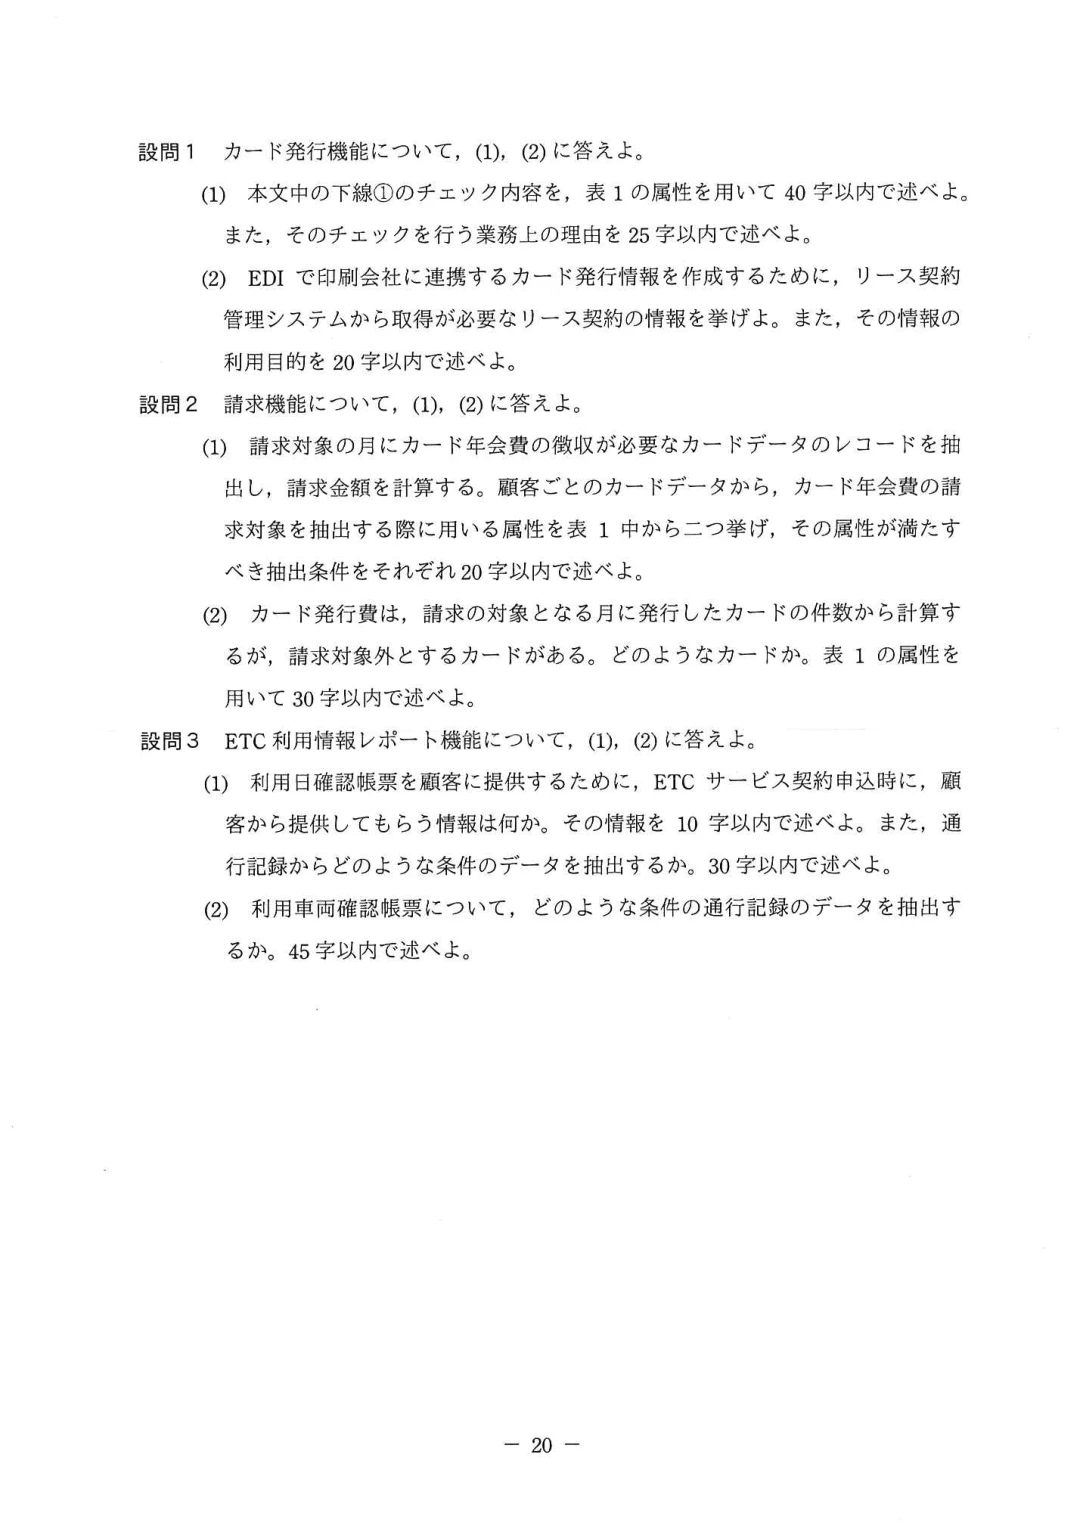 設問1 カード発行機能について，(1)，(2)に答えよ。
(1) 本文中の下線①のチェック内容を，表1の属性を用いて40字以内で述べよ。
また，そのチェックを行う業務上の理由を25字以内で述べよ。
(2) EDIで印刷会社に連携するカード発行情報を作成するために，リース契約
管理システムから取得が必要なリース契約の情報を挙げよ。また，その情報の
利用目的を20字以内で述べよ。
設問2 請求機能について，(1)，(2)に答えよ。
(1) 請求対象の月にカード年会費の徴収が必要なカードデータのレコードを抽
出し，請求金額を計算する。顧客ごとのカードデータから，カード年会費の請
求対象を抽出する際に用いる属性を表1中から二つ挙げ，その属性が満たす
べき抽出条件をそれぞれ20字以内で述べよ。
(2) カード発行費は，請求の対象となる月に発行したカードの件数から計算す
るが，請求対象外とするカードがある。どのようなカードか。表1の属性を
用いて30字以内で述べよ。
設問3 ETC利用情報レポート機能について，(1)，(2)に答えよ。
(1) 利用日確認帳票を顧客に提供するために，ETCサービス契約申込時に，顧
客から提供してもらう情報は何か。その情報を10字以内で述べよ。また，通
行記録からどのような条件のデータを抽出するか。30字以内で述べよ。
(2) 利用車両確認帳票について，どのような条件の通行記録のデータを抽出す
るか。45字以内で述べよ。
－ 20 －